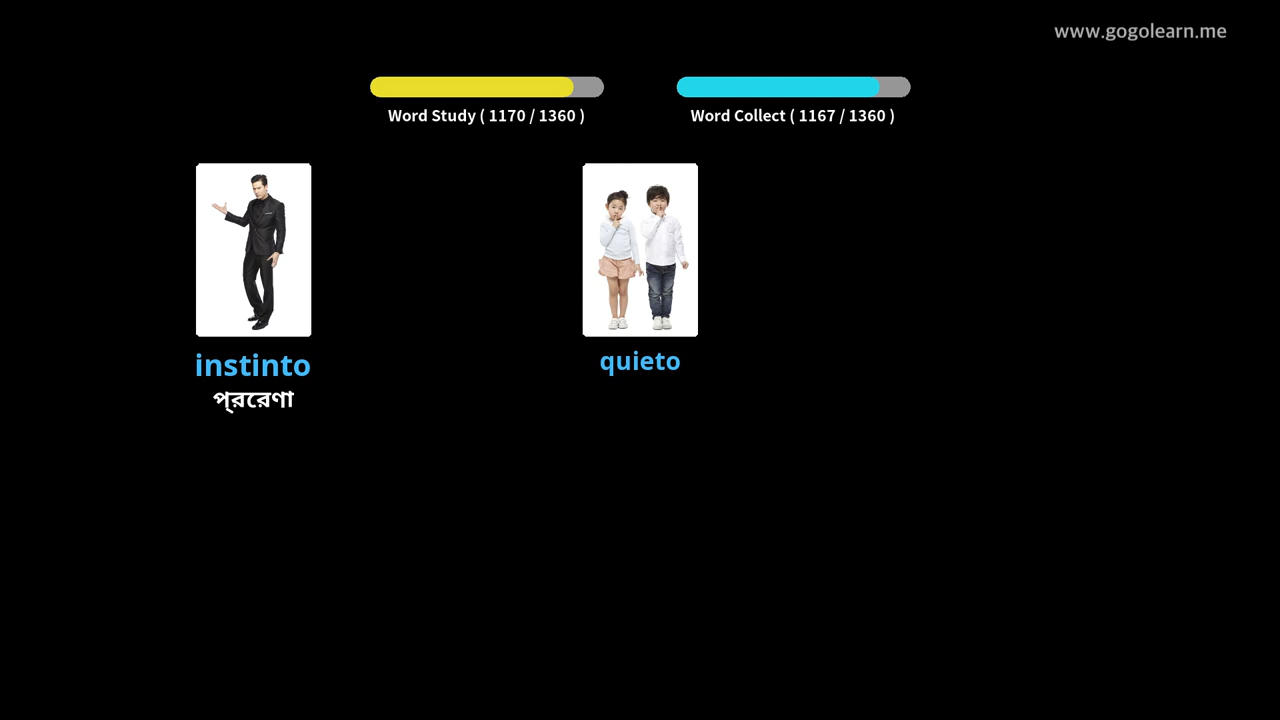 www.gogolearn.me
Word Study ( 1170 / 1360 )
Word Collect ( 1167 / 1360 )
instinto
প্ররেণা
quieto